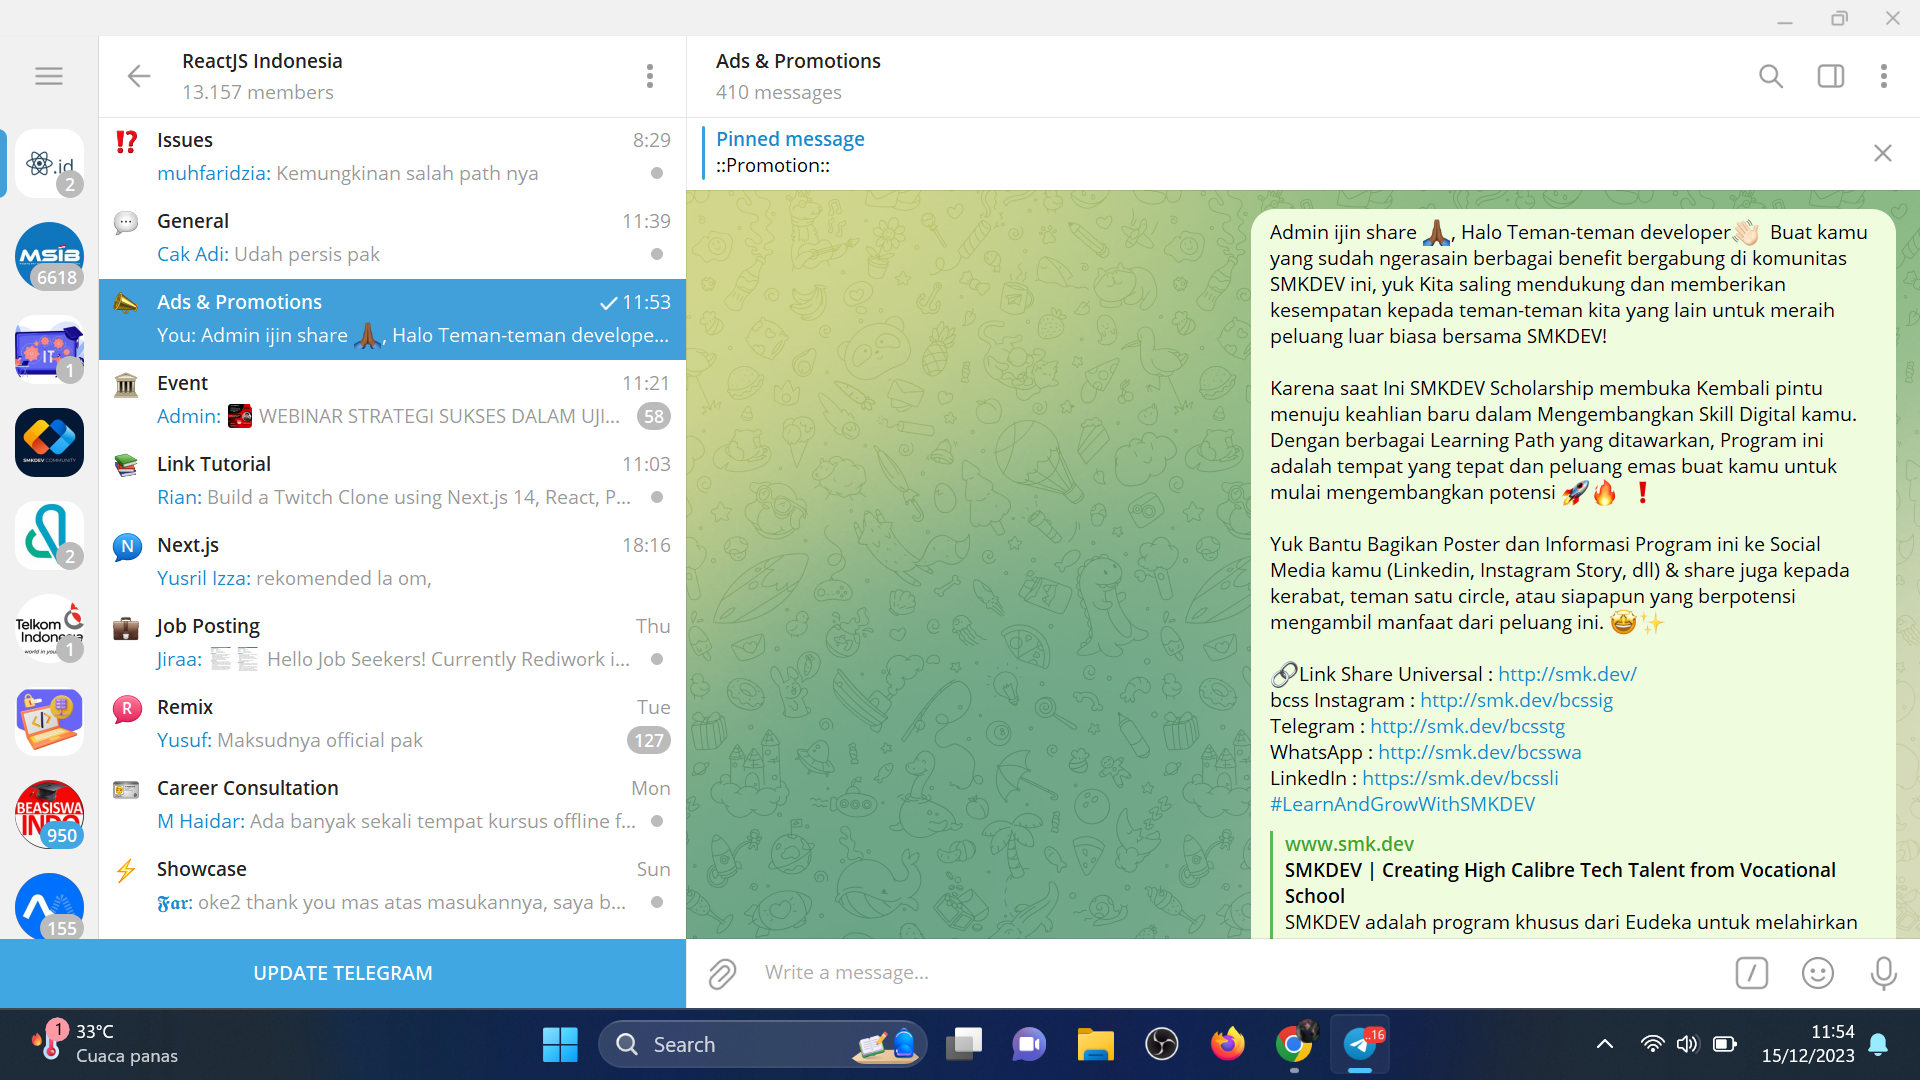 ReactJS Indonesia
13.157 members
Ads & Promotions
410 messages
Pinned message
::Promotion::
.id
2
MSIB
6618
IT
1
SMKDEV COMMUNITY
2
Telkom
Indonesia
1
BEASISWA
INDO
950
155
Issues
8:29
muhfaridzia: Kemungkinan salah path nya
General
11:39
Cak Adi: Udah persis pak
Ads & Promotions
11:53
You: Admin ijin share 🙏🏾, Halo Teman-teman develope...
Event
11:21
Admin: WEBINAR STRATEGI SUKSES DALAM UJI...
58
Link Tutorial
11:03
Rian: Build a Twitch Clone using Next.js 14, React, P...
N
Next.js
18:16
Yusril Izza: rekomended la om,
Job Posting
Thu
Jiraa: Hello Job Seekers! Currently Rediwork i...
R
Remix
Tue
Yusuf: Maksudnya official pak
127
Career Consultation
Mon
M Haidar: Ada banyak sekali tempat kursus offline f...
Showcase
Sun
𝕱𝖆𝖗: oke2 thank you mas atas masukannya, saya b...
UPDATE TELEGRAM
Admin ijin share 🙏🏾, Halo Teman-teman developer👋🏻 Buat kamu
yang sudah ngerasain berbagai benefit bergabung di komunitas
SMKDEV ini, yuk Kita saling mendukung dan memberikan
kesempatan kepada teman-teman kita yang lain untuk meraih
peluang luar biasa bersama SMKDEV!
Karena saat Ini SMKDEV Scholarship membuka Kembali pintu
menuju keahlian baru dalam Mengembangkan Skill Digital kamu.
Dengan berbagai Learning Path yang ditawarkan, Program ini
adalah tempat yang tepat dan peluang emas buat kamu untuk
mulai mengembangkan potensi 🚀🔥 ❗
Yuk Bantu Bagikan Poster dan Informasi Program ini ke Social
Media kamu (Linkedin, Instagram Story, dll) & share juga kepada
kerabat, teman satu circle, atau siapapun yang berpotensi
mengambil manfaat dari peluang ini. 🤩✨
🔗Link Share Universal : http://smk.dev/
bcss Instagram : http://smk.dev/bcssig
Telegram : http://smk.dev/bcsstg
WhatsApp : http://smk.dev/bcsswa
LinkedIn : https://smk.dev/bcssli
#LearnAndGrowWithSMKDEV
www.smk.dev
SMKDEV | Creating High Calibre Tech Talent from Vocational
School
SMKDEV adalah program khusus dari Eudeka untuk melahirkan
Write a message...
1
33°C
Cuaca panas
Search
..16
11:54
15/12/2023